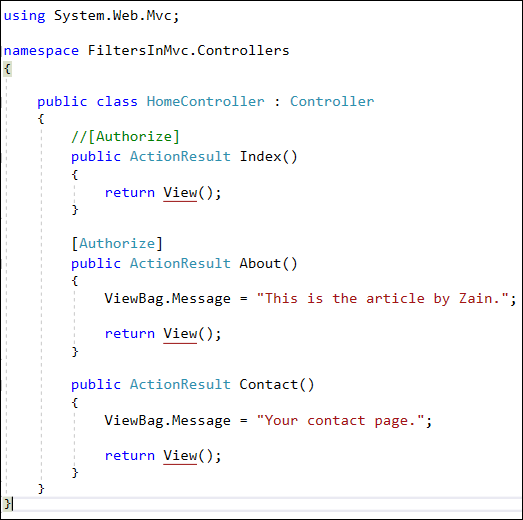 using System.Web.Mvc;
namespace FiltersInMvc.Controllers
{
public class HomeController : Controller
{
//[Authorize]
public ActionResult Index()
{
return View();
}
[Authorize]
public ActionResult About()
{
ViewBag.Message = "This is the article by Zain.";
return View();
}
public ActionResult Contact()
{
ViewBag.Message = "Your contact page.";
return View();
}
}
}